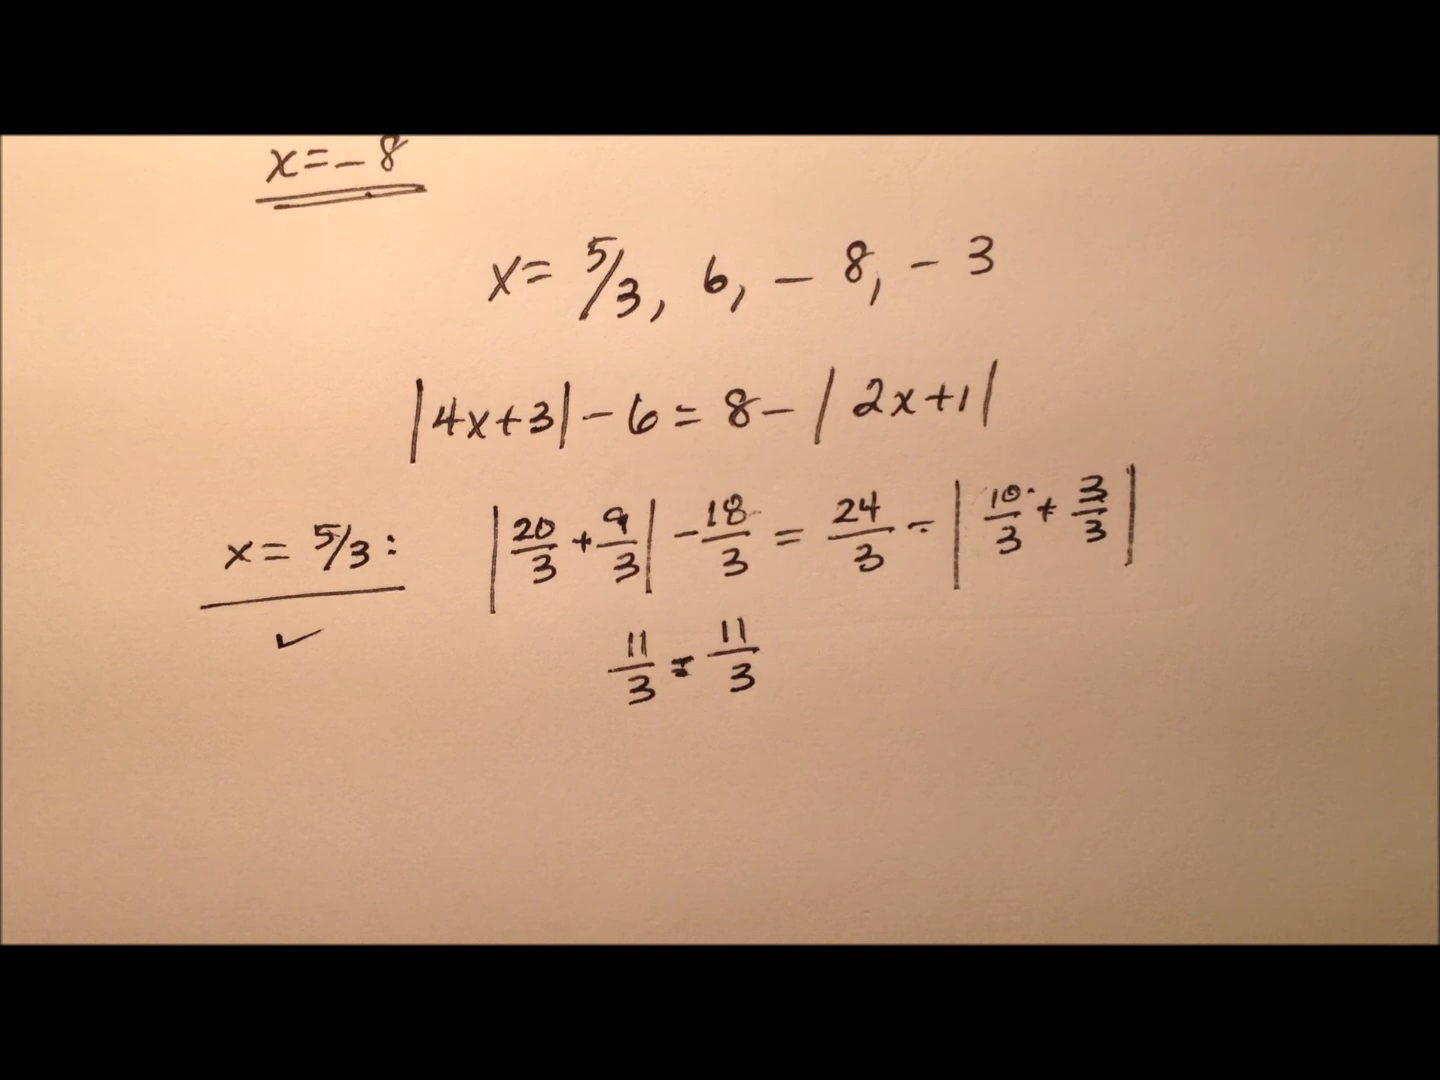 x = - 8
x = 5/3, 6, - 8, - 3
|4x+3| - 6 = 8 - |2x+1|
x = 5/3 : |20/3 + 9/3| - 18/3 = 24/3 - |10/3 + 3/3|
✓ 11/3 = 11/3